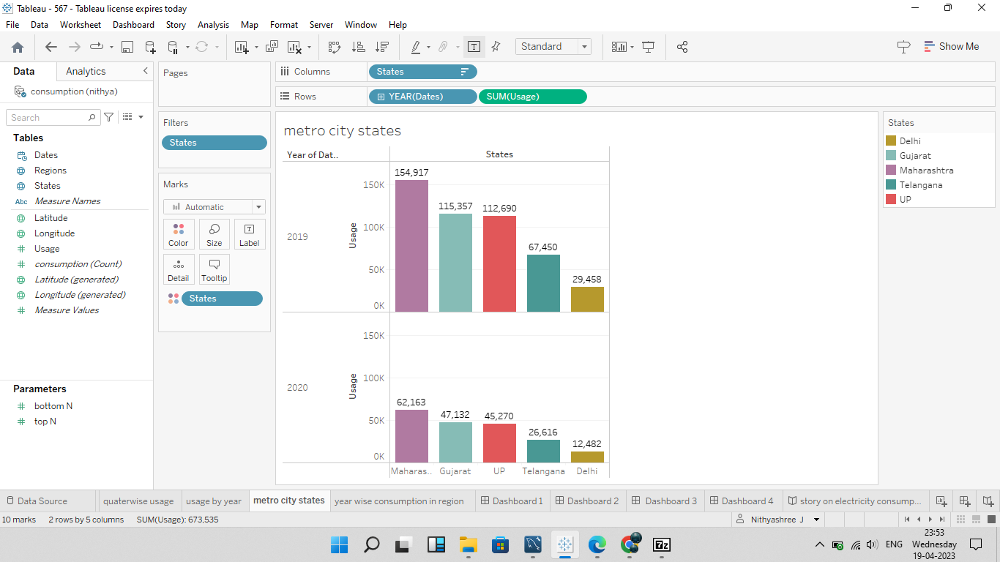 Tableau - 567 - Tableau license expires today
File Data Worksheet Dashboard Story Analysis Map Format Server Window Help
Standard
Show Me
Data Analytics
consumption (nithya)
Search
Tables
Dates
Regions
States
Abc Measure Names
Latitude
Longitude
Usage
consumption (Count)
Latitude (generated)
Longitude (generated)
Measure Values
Parameters
bottom N
top N
Pages
Filters
States
Marks
Automatic
Color Size Label
Detail Tooltip
States
Columns States
Rows YEAR(Dates) SUM(Usage)
metro city states
Year of Dat.. States
2019
Usage
150K
100K
50K
0K
154,917
115,357
112,690
67,450
29,458
2020
Usage
150K
100K
50K
0K
62,163
47,132
45,270
26,616
12,482
Maharas.. Gujarat UP Telangana Delhi
States
Delhi
Gujarat
Maharashtra
Telangana
UP
Data Source quaterwise usage usage by year metro city states year wise consumption in region Dashboard 1 Dashboard 2 Dashboard 3 Dashboard 4 story on electricity consump...
10 marks 2 rows by 5 columns SUM(Usage): 673,535 Nithyashree J
7z
ENG
23:53
Wednesday
19-04-2023